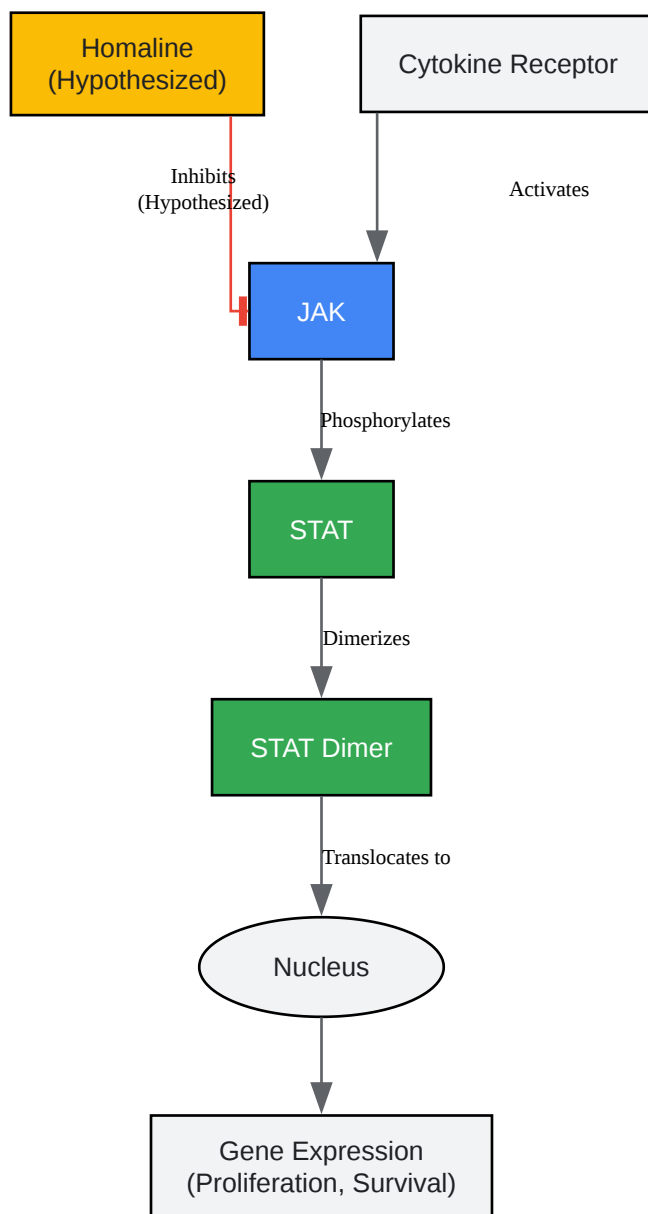 Homaline
(Hypothesized)
Cytokine Receptor
Inhibits
(Hypothesized)
Activates
JAK
Phosphorylates
STAT
Dimerizes
STAT Dimer
Translocates to
Nucleus
Gene Expression
(Proliferation, Survival)